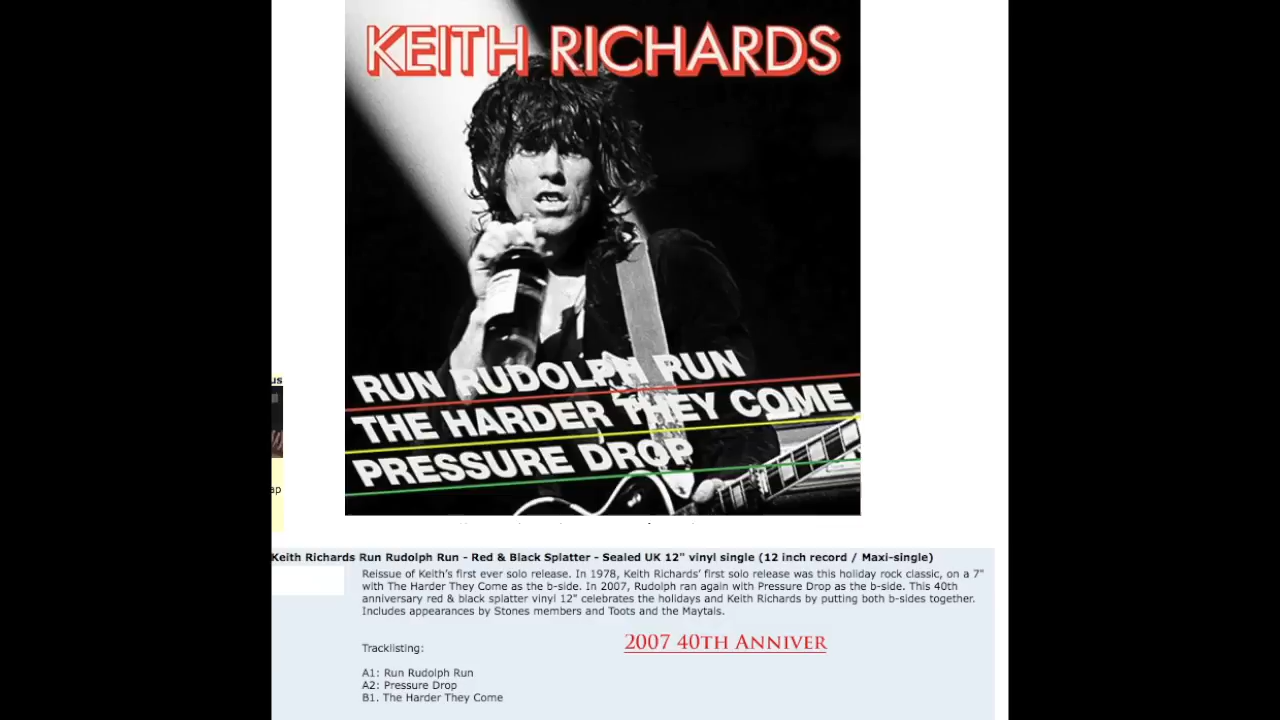 KEITH RICHARDS
RUN RUDOLPH RUN
THE HARDER THEY COME
PRESSURE DROP
us
ap
Keith Richards Run Rudolph Run - Red & Black Splatter - Sealed UK 12" vinyl single (12 inch record / Maxi-single)
Reissue of Keith's first ever solo release. In 1978, Keith Richards' first solo release was this holiday rock classic, on a 7"
with The Harder They Come as the b-side. In 2007, Rudolph ran again with Pressure Drop as the b-side. This 40th
anniversary red & black splatter vinyl 12" celebrates the holidays and Keith Richards by putting both b-sides together.
Includes appearances by Stones members and Toots and the Maytals.
2007 40TH ANNIVER
Tracklisting:
A1: Run Rudolph Run
A2: Pressure Drop
B1. The Harder They Come